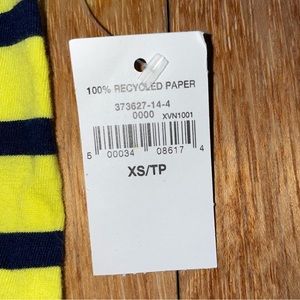 100% RECYCLED PAPER
373627-14-4
0000 XVN1001
5 00034 08617 4
XS/TP